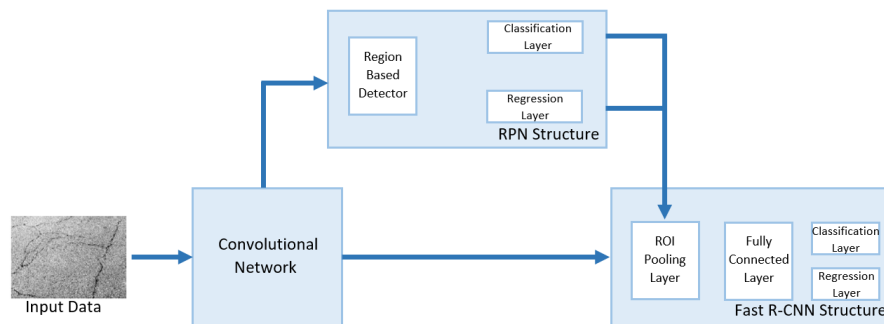 Region
Based
Detector
Classification
Layer
Regression
Layer
RPN Structure
Input Data
Convolutional
Network
ROI
Pooling
Layer
Fully
Connected
Layer
Classification
Layer
Regression
Layer
Fast R-CNN Structure